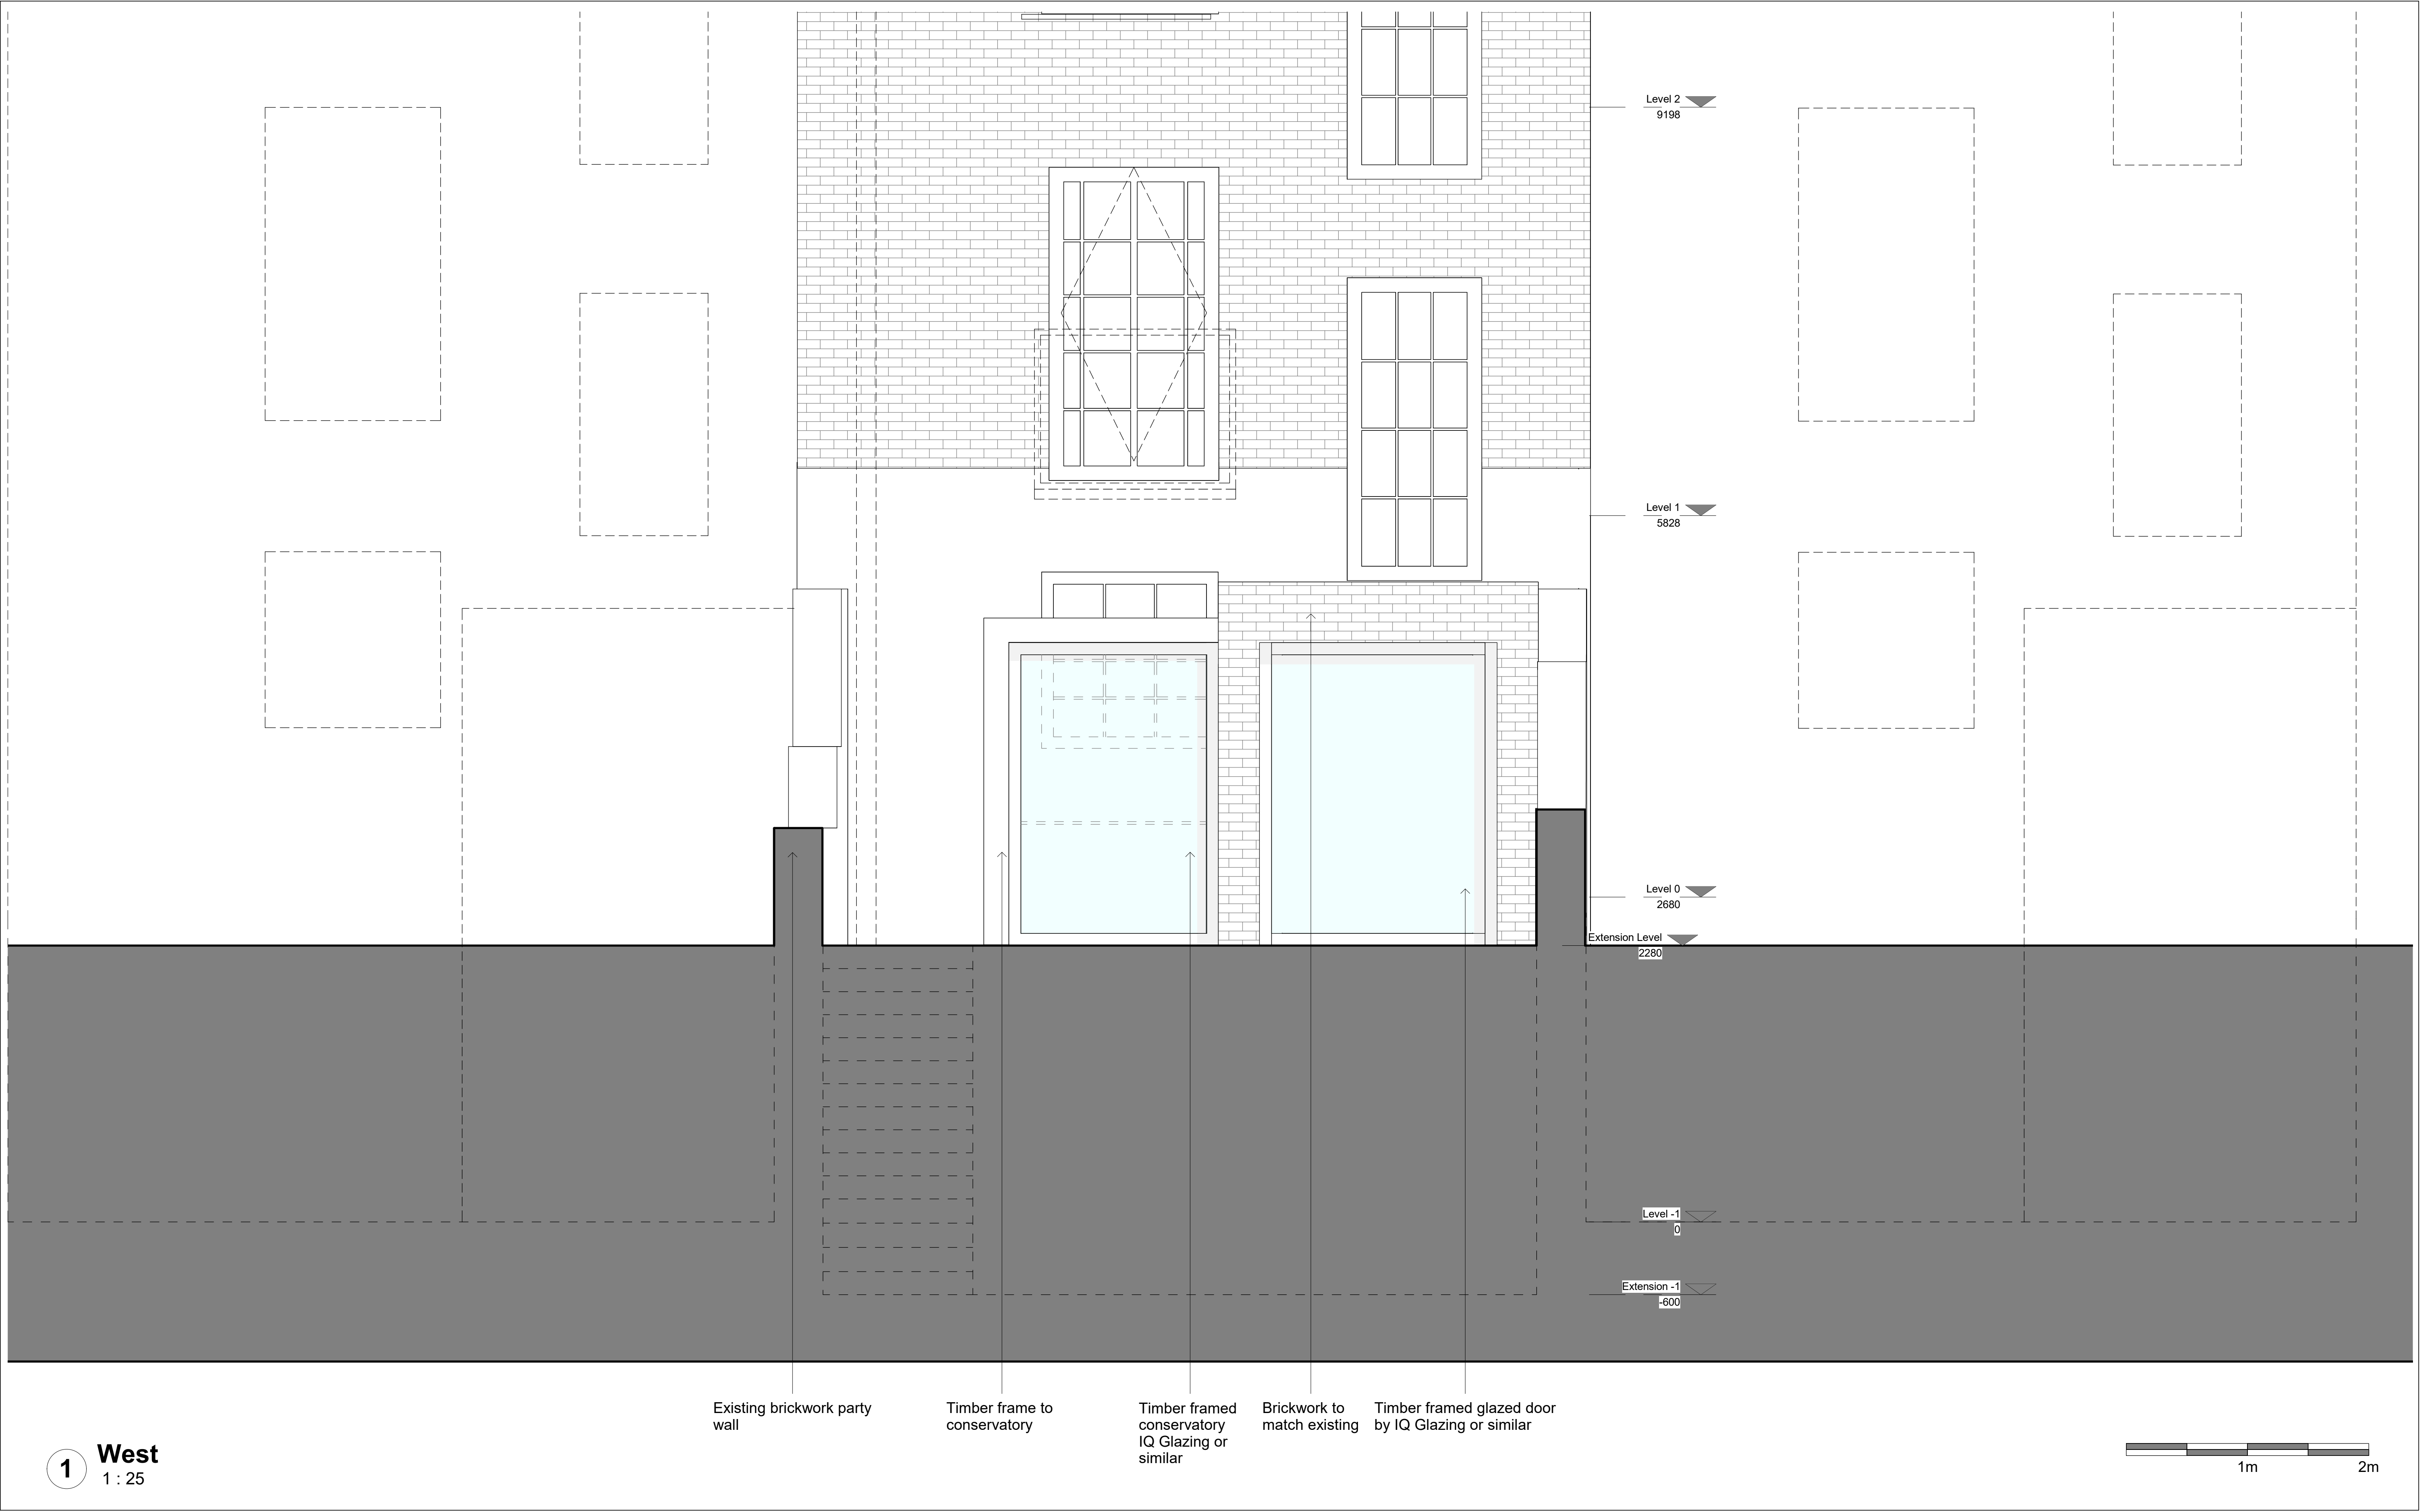 Level 2
9198
Level 1
5828
Level 0
2680
Extension Level
2280
Level -1
0
Extension -1
-600
Existing brickwork party
wall
Timber frame to
conservatory
Timber framed
conservatory
IQ Glazing or
similar
Brickwork to
match existing
Timber framed glazed door
by IQ Glazing or similar
1
West
1 : 25
1m
2m